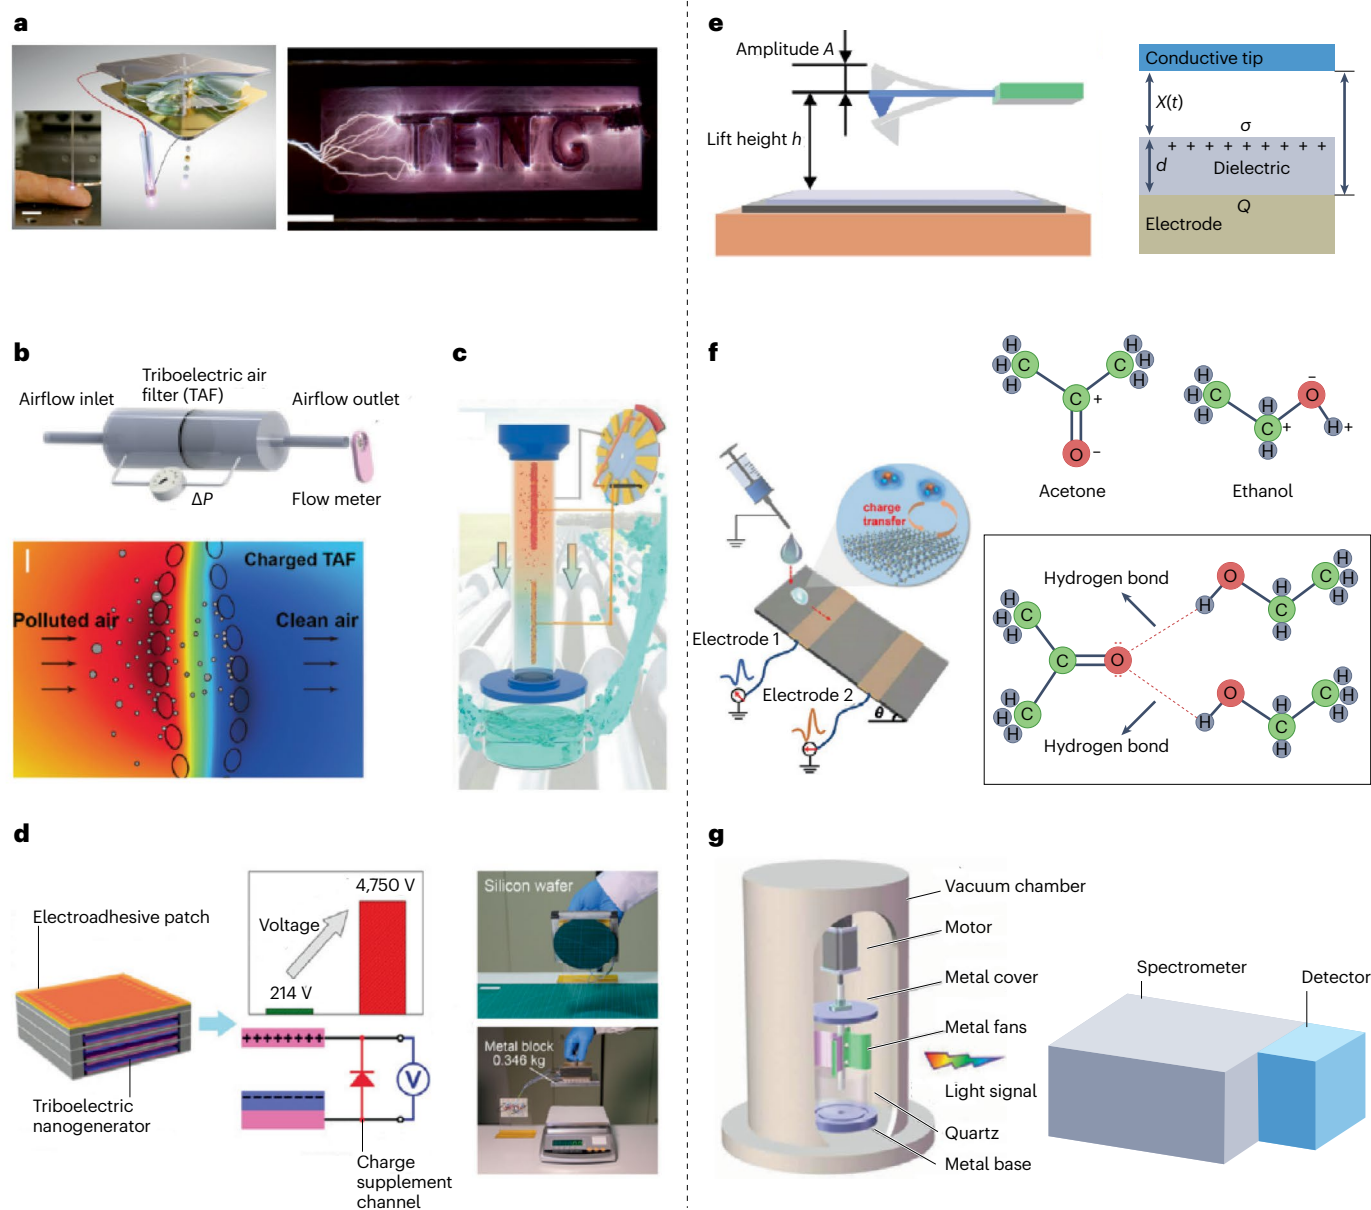 a
TENG
b
Airflow inlet
Triboelectric air
filter (TAF)
Airflow outlet
ΔP
Flow meter
Charged TAF
Polluted air
Clean air
c
d
Electroadhesive patch
Triboelectric
nanogenerator
4,750 V
Voltage
214 V
+ + + + + + + +
− − − − − − − −
V
Charge
supplement
channel
Silicon wafer
Metal block
0.346 kg
e
Amplitude A
Lift height h
Conductive tip
X(t)
σ
+ + + + + + + + +
d
Dielectric
Q
Electrode
f
charge
transfer
Electrode 1
Electrode 2
θ
H
H
H
C
H
H
H
C
C
+
O
−
Acetone
H
H
H
C
H
C
+
H
O
−
H
+
Ethanol
Hydrogen bond
Hydrogen bond
H
H
H
C
C
O
H
H
H
C
H
O
H
C
H
C
H
H
H
H
O
H
C
H
C
H
H
H
g
Vacuum chamber
Motor
Metal cover
Metal fans
Light signal
Quartz
Metal base
Spectrometer
Detector